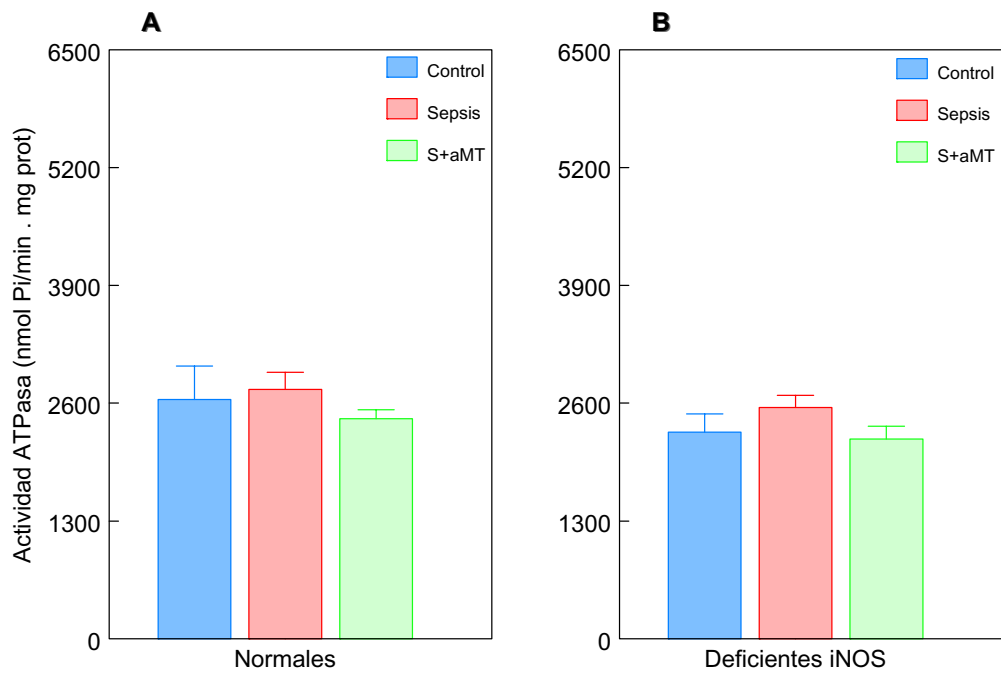 A
Actividad ATPasa (nmol Pi/min . mg prot)
6500
5200
3900
2600
1300
0
Control
Sepsis
S+aMT
Normales
B
6500
5200
3900
2600
1300
0
Control
Sepsis
S+aMT
Deficientes iNOS